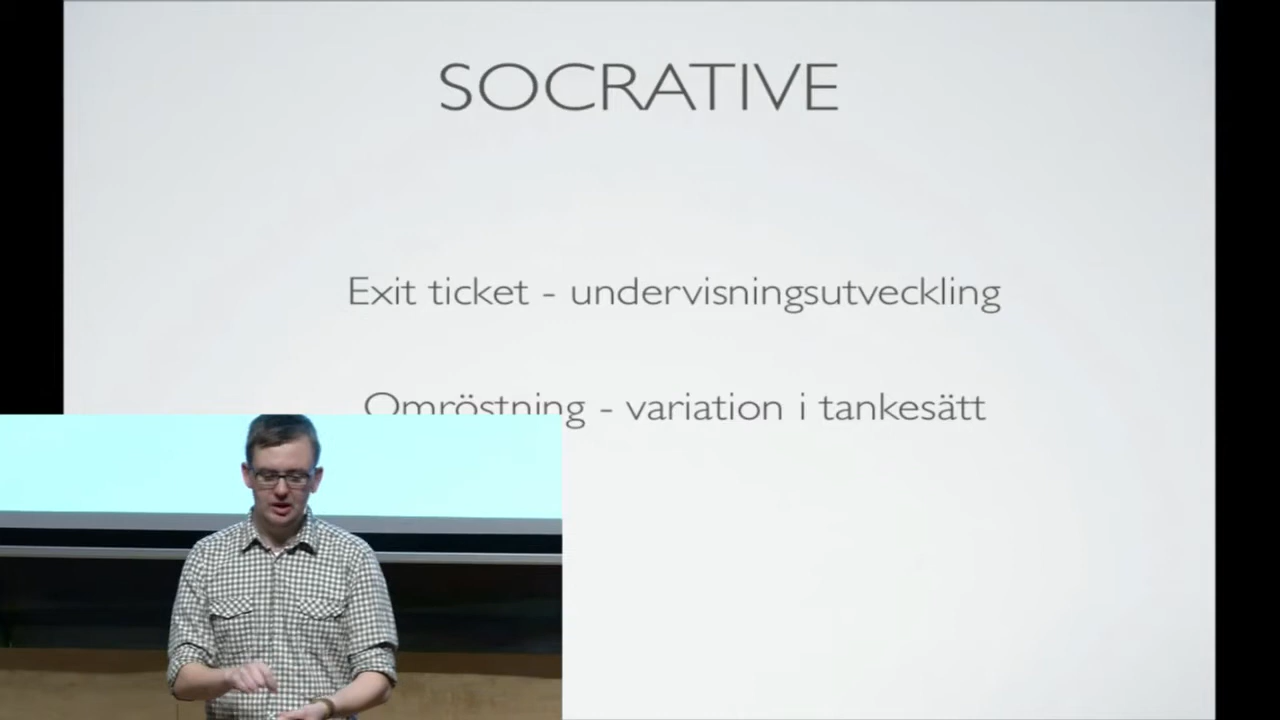 SOCRATIVE
Exit ticket - undervisningsutveckling
Omröstning - variation i tankesätt